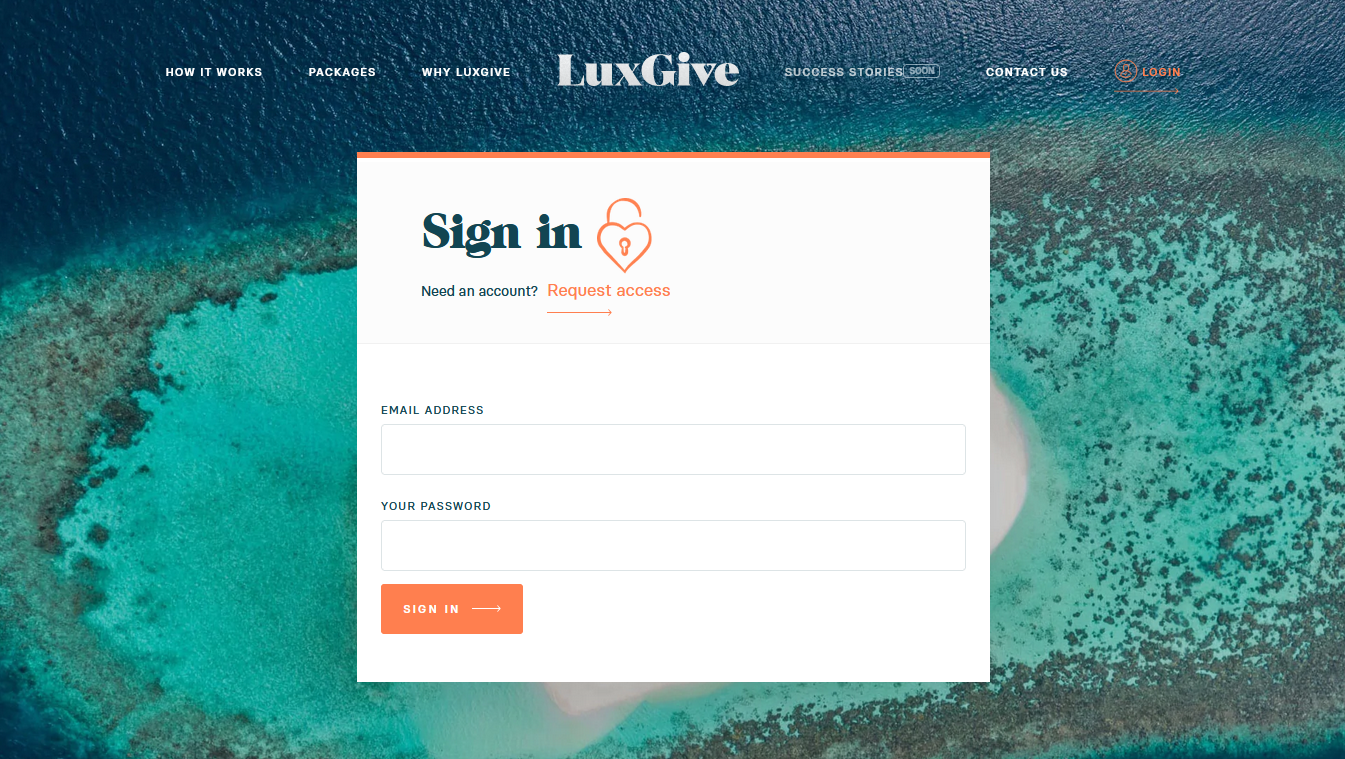 HOW IT WORKS
PACKAGES
WHY LUXGIVE
LuxGive
SUCCESS STORIES SOON
CONTACT US
LOGIN
Sign in
Need an account? Request access
EMAIL ADDRESS
YOUR PASSWORD
SIGN IN